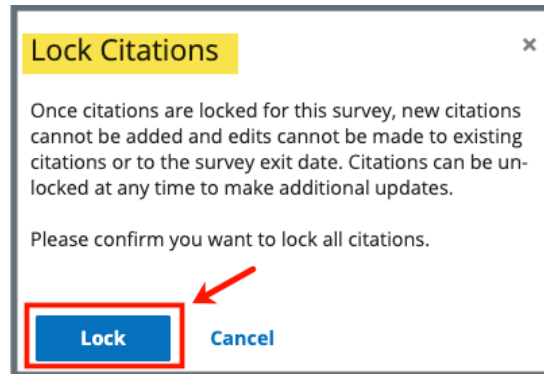 Lock Citations
×
Once citations are locked for this survey, new citations
cannot be added and edits cannot be made to existing
citations or to the survey exit date. Citations can be un-
locked at any time to make additional updates.
Please confirm you want to lock all citations.
Lock Cancel